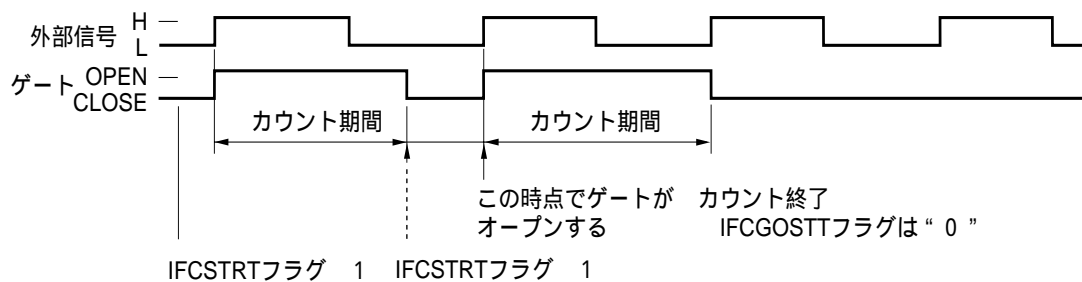 外部信号 H
L
ゲート OPEN
CLOSE
カウント期間 カウント期間
この時点でゲートが カウント終了
オープンする IFCGOSTTフラグは“ 0 ”
IFCSTRTフラグ 1 IFCSTRTフラグ 1